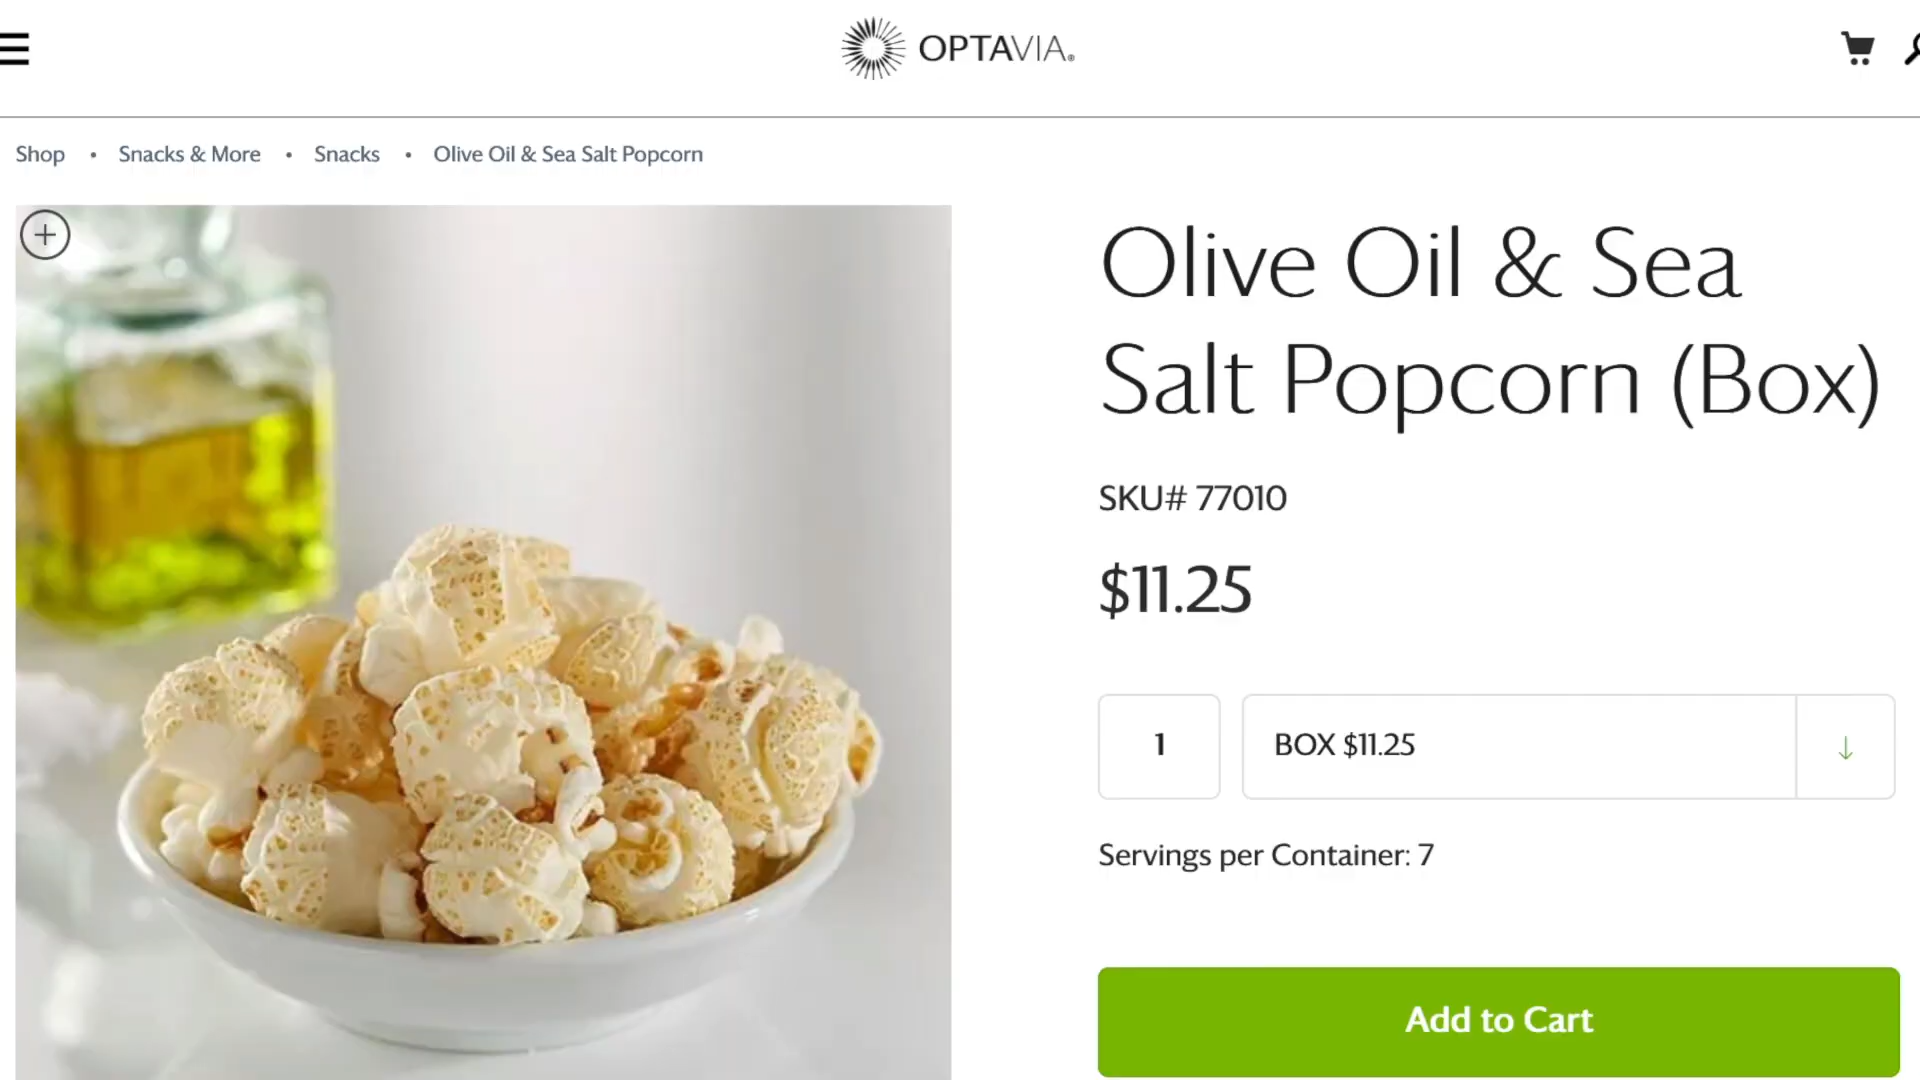 OPTAVIA®
Shop • Snacks & More • Snacks • Olive Oil & Sea Salt Popcorn
Olive Oil & Sea
Salt Popcorn (Box)
SKU# 77010
$11.25
1
BOX $11.25
Servings per Container: 7
Add to Cart